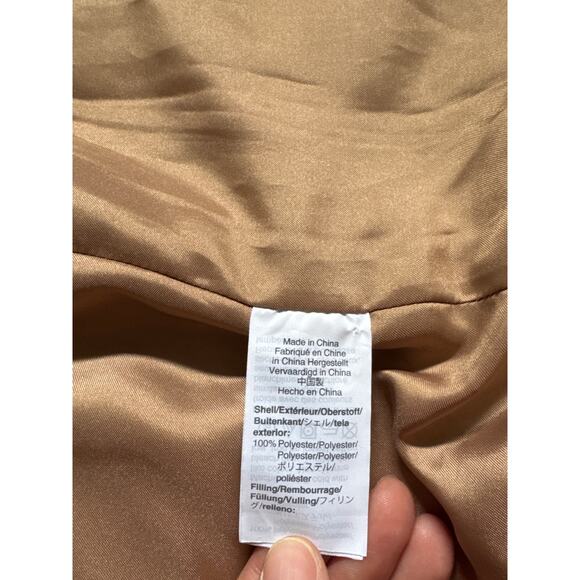 Made in China
Fabriqué en Chine
in China Hergestellt
Vervaardigd in China
中国製
Hecho en China
Shell/Extérieur/Oberstoff/
Buitenkant/シェル/tela
exterior:
100% Polyester/Polyester/
Polyester/Polyester/
ポリエステル/
poliéster
Filling/Rembourrage/
Füllung/Vulling/フィリン
グ/relleno: